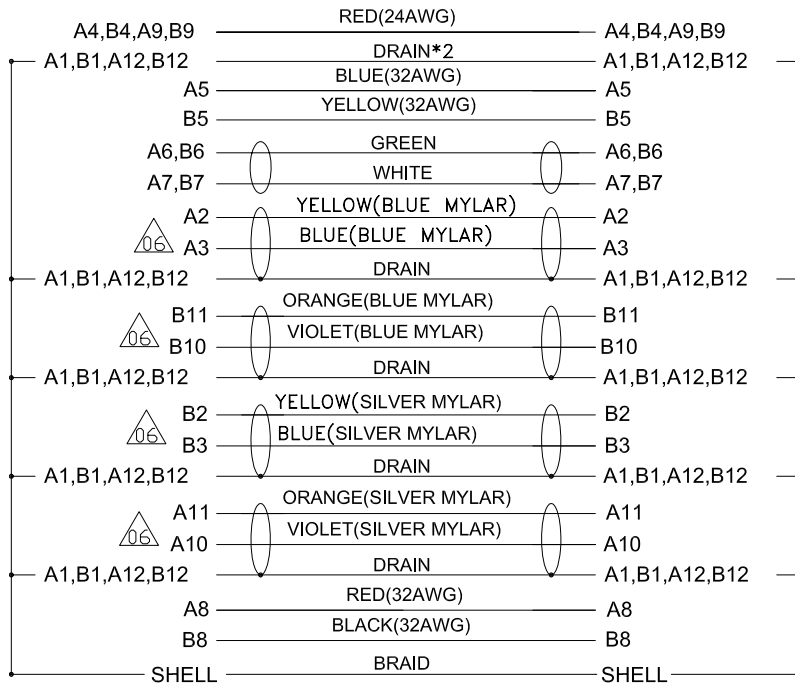 RED(24AWG)
A4,B4,A9,B9 A4,B4,A9,B9
DRAIN*2
A1,B1,A12,B12 A1,B1,A12,B12
BLUE(32AWG)
A5 A5
YELLOW(32AWG)
B5 B5
GREEN
A6,B6 A6,B6
WHITE
A7,B7 A7,B7
YELLOW(BLUE MYLAR)
A2 A2
06
BLUE(BLUE MYLAR)
A3 A3
DRAIN
A1,B1,A12,B12 A1,B1,A12,B12
ORANGE(BLUE MYLAR)
B11 B11
06
VIOLET(BLUE MYLAR)
B10 B10
DRAIN
A1,B1,A12,B12 A1,B1,A12,B12
YELLOW(SILVER MYLAR)
B2 B2
06
BLUE(SILVER MYLAR)
B3 B3
DRAIN
A1,B1,A12,B12 A1,B1,A12,B12
ORANGE(SILVER MYLAR)
A11 A11
06
VIOLET(SILVER MYLAR)
A10 A10
DRAIN
A1,B1,A12,B12 A1,B1,A12,B12
RED(32AWG)
A8 A8
BLACK(32AWG)
B8 B8
BRAID
SHELL SHELL